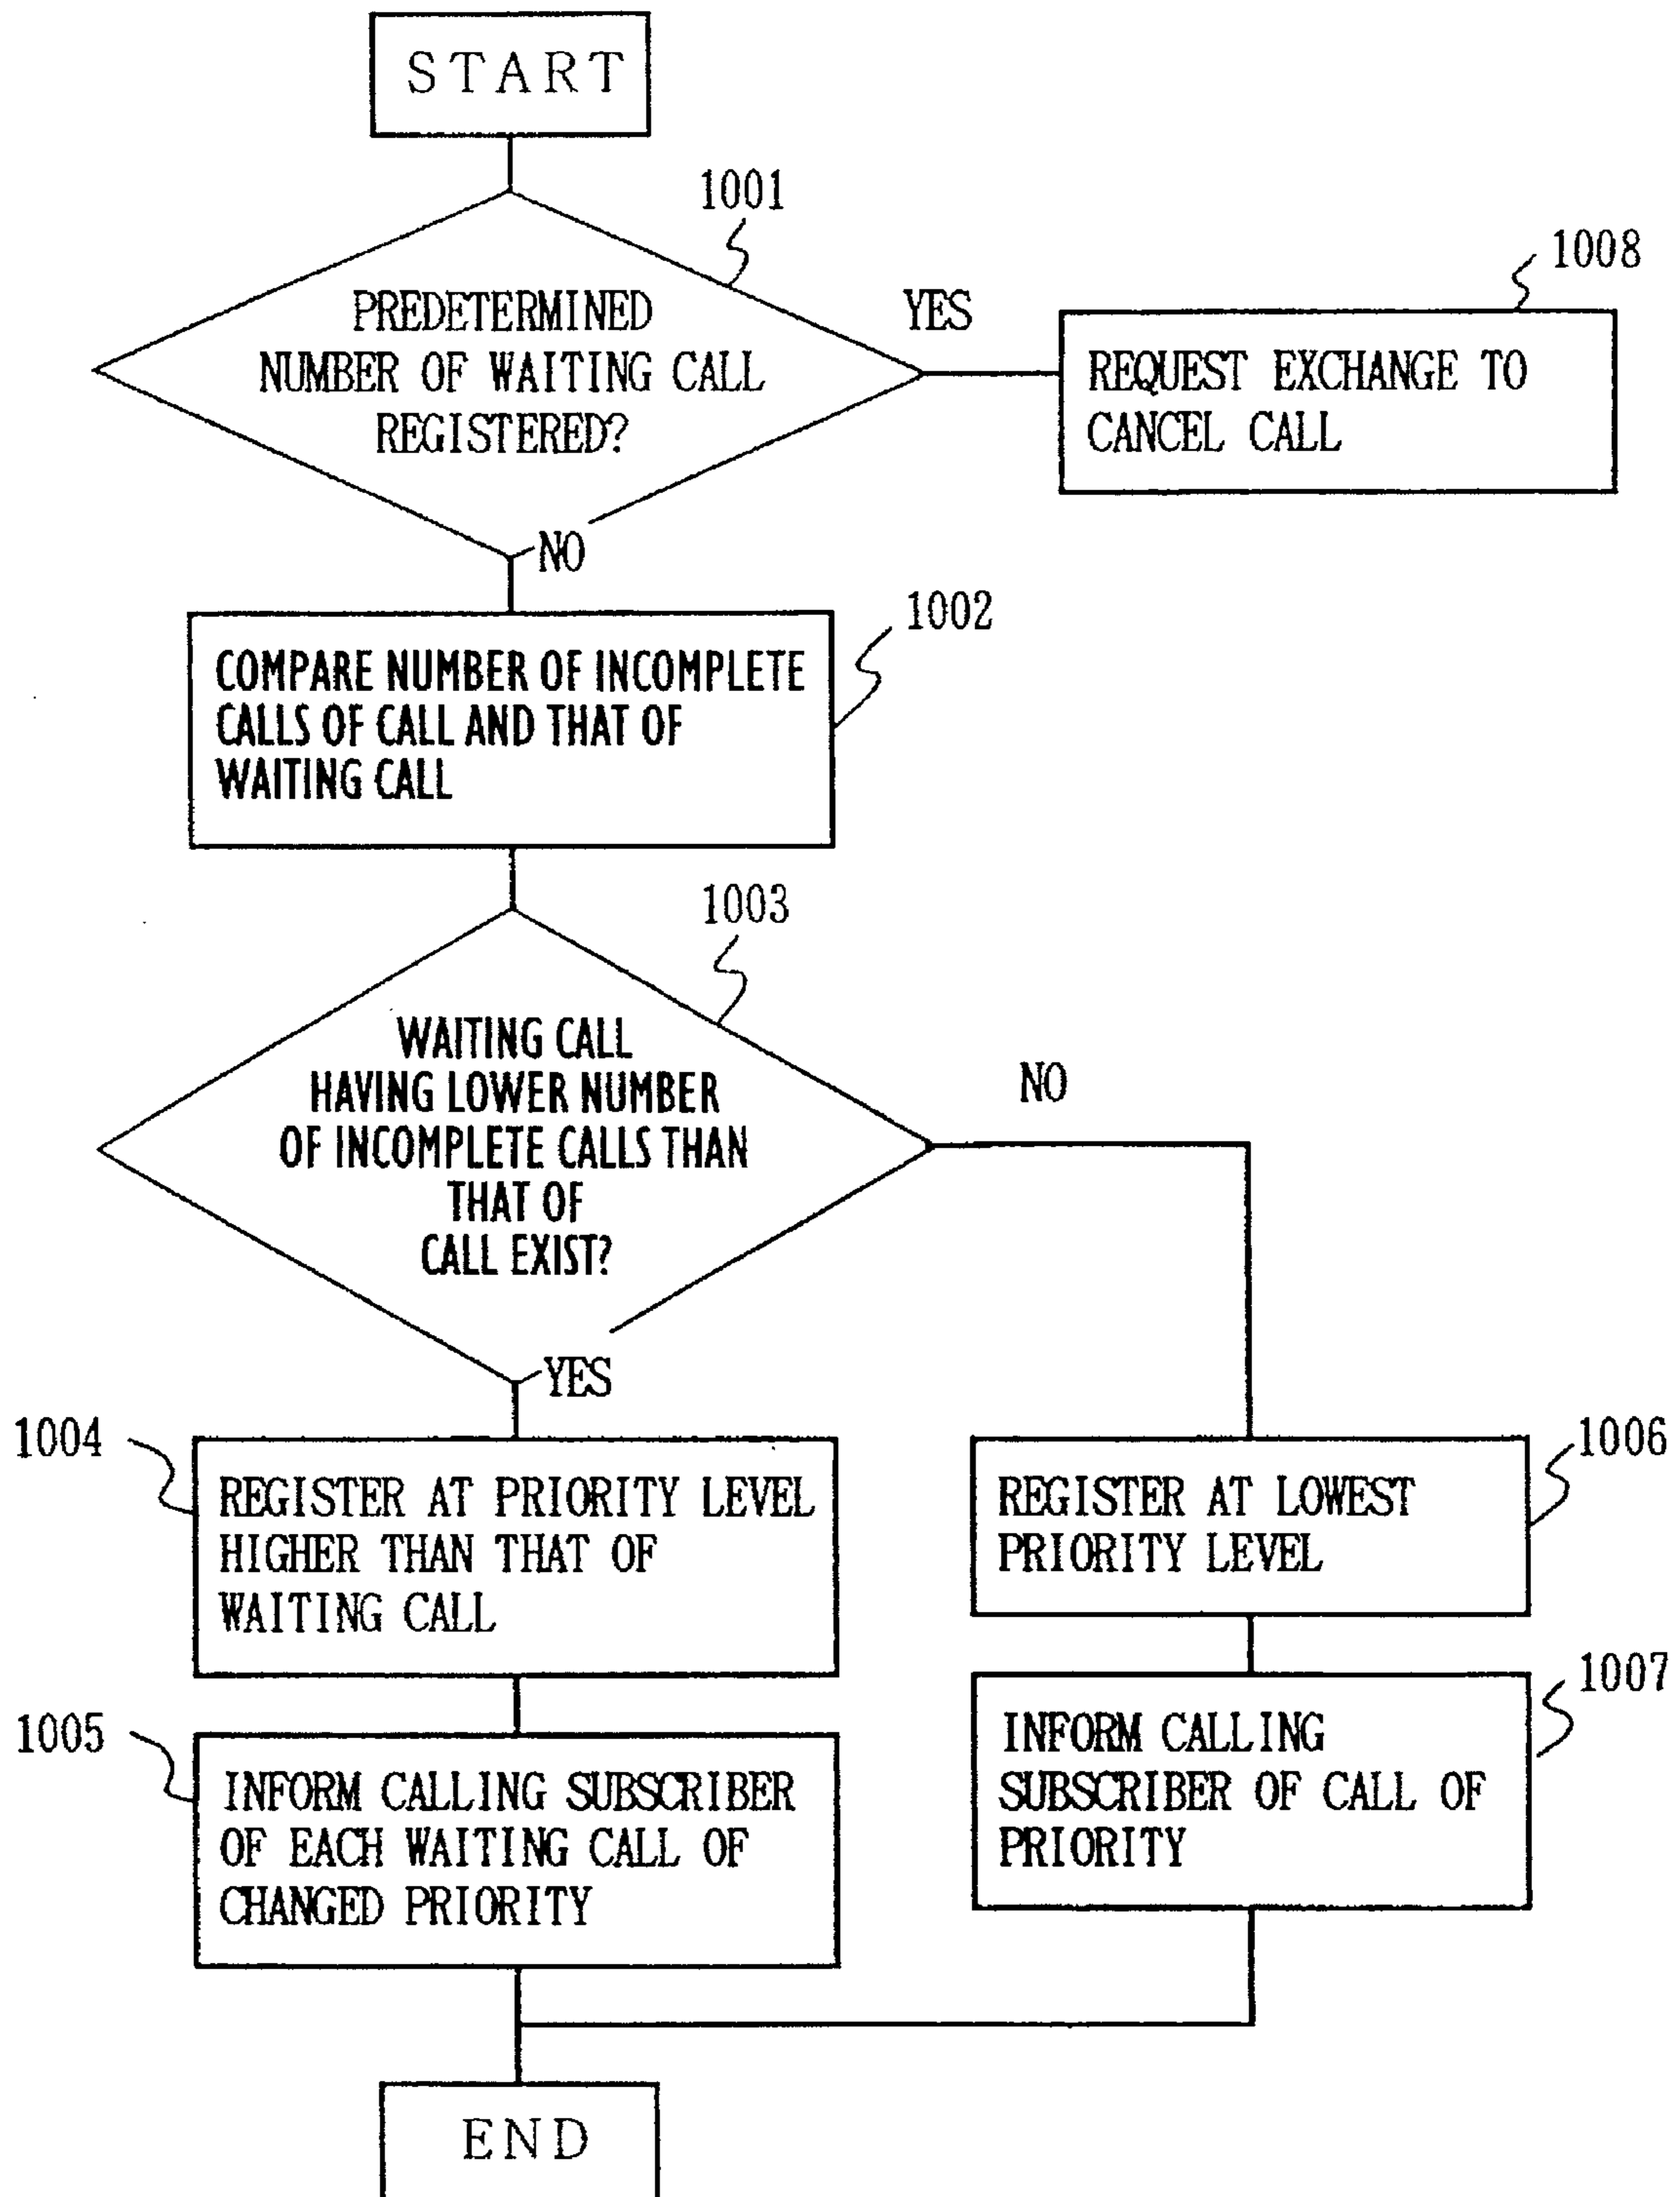 START
1001
PREDETERMINED
NUMBER OF WAITING CALL
REGISTERED?
YES
1008
REQUEST EXCHANGE TO
CANCEL CALL
NO
1002
COMPARE NUMBER OF INCOMPLETE
CALLS OF CALL AND THAT OF
WAITING CALL
1003
WAITING CALL
HAVING LOWER NUMBER
OF INCOMPLETE CALLS THAN
THAT OF
CALL EXIST?
NO
YES
1004
REGISTER AT PRIORITY LEVEL
HIGHER THAN THAT OF
WAITING CALL
1006
REGISTER AT LOWEST
PRIORITY LEVEL
1005
INFORM CALLING SUBSCRIBER
OF EACH WAITING CALL OF
CHANGED PRIORITY
1007
INFORM CALLING
SUBSCRIBER OF CALL OF
PRIORITY
END